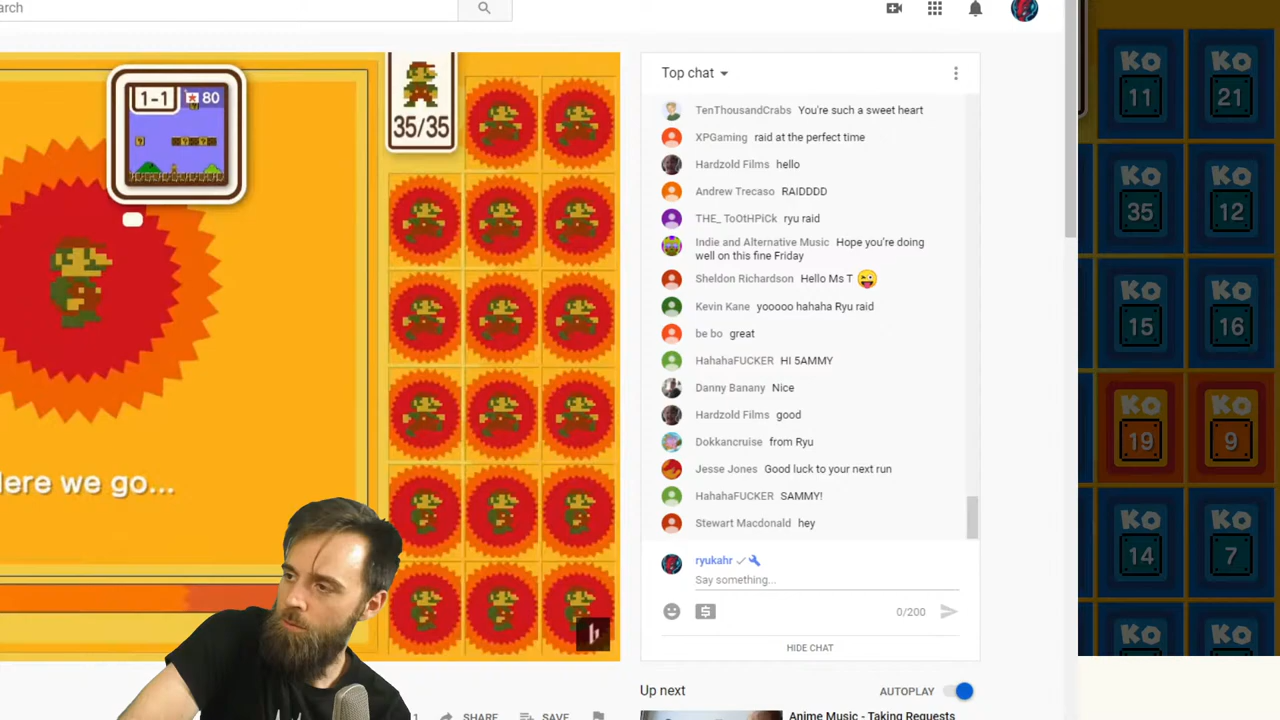 arch
1-1 80
35/35
Here we go...
Top chat
TenThousandCrabs You're such a sweet heart
XPGaming raid at the perfect time
Hardzold Films hello
Andrew Trecaso RAIDDDD
THE_ ToOtHPiCk ryu raid
Indie and Alternative Music Hope you're doing
well on this fine Friday
Sheldon Richardson Hello Ms T
Kevin Kane yooooo hahaha Ryu raid
be bo great
HahahaFUCKER HI 5AMMY
Danny Banany Nice
Hardzold Films good
Dokkancruise from Ryu
Jesse Jones Good luck to your next run
HahahaFUCKER SAMMY!
Stewart Macdonald hey
ryukahr
Say something...
0/200
HIDE CHAT
1 SHARE SAVE
Up next AUTOPLAY
Anime Music - Taking Requests
KO KO
11 21
KO KO
35 12
KO KO
15 16
KO KO
19 9
KO KO
14 7
KO KO